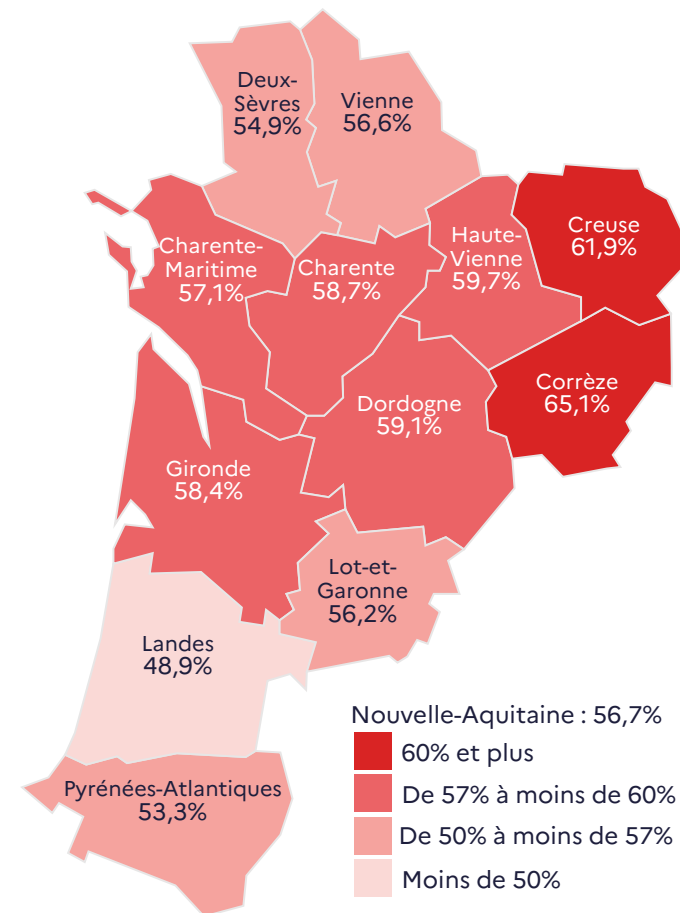 Deux-
Sèvres
54,9%
Vienne
56,6%
Creuse
61,9%
Haute-
Vienne
59,7%
Charente-
Maritime
57,1%
Charente
58,7%
Corrèze
65,1%
Dordogne
59,1%
Gironde
58,4%
Lot-et-
Garonne
56,2%
Landes
48,9%
Pyrénées-Atlantiques
53,3%
Nouvelle-Aquitaine : 56,7%
60% et plus
De 57% à moins de 60%
De 50% à moins de 57%
Moins de 50%